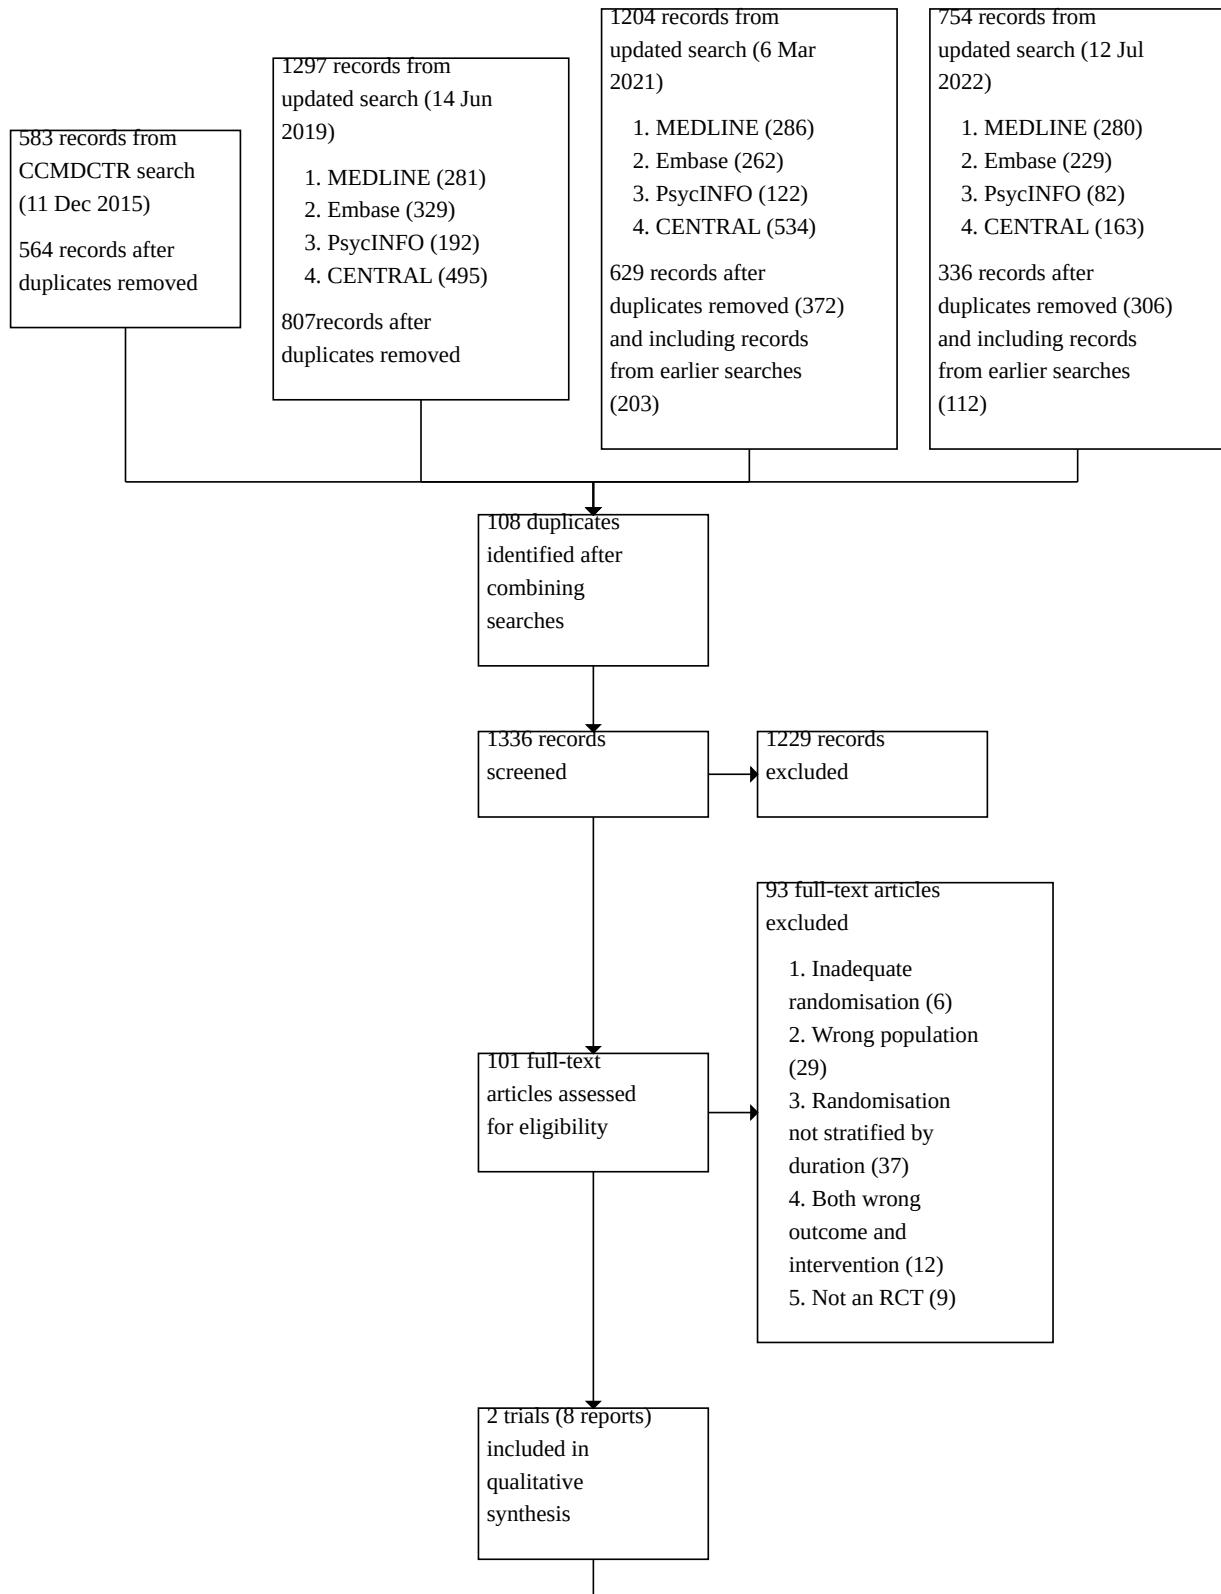 583 records from
CCMDCTR search
(11 Dec 2015)
564 records after
duplicates removed
1297 records from
updated search (14 Jun
2019)
1. MEDLINE (281)
2. Embase (329)
3. PsycINFO (192)
4. CENTRAL (495)
807records after
duplicates removed
1204 records from
updated search (6 Mar
2021)
1. MEDLINE (286)
2. Embase (262)
3. PsycINFO (122)
4. CENTRAL (534)
629 records after
duplicates removed (372)
and including records
from earlier searches
(203)
754 records from
updated search (12 Jul
2022)
1. MEDLINE (280)
2. Embase (229)
3. PsycINFO (82)
4. CENTRAL (163)
336 records after
duplicates removed (306)
and including records
from earlier searches
(112)
108 duplicates
identified after
combining
searches
1336 records
screened
1229 records
excluded
101 full-text
articles assessed
for eligibility
93 full-text articles
excluded
1. Inadequate
randomisation (6)
2. Wrong population
(29)
3. Randomisation
not stratified by
duration (37)
4. Both wrong
outcome and
intervention (12)
5. Not an RCT (9)
2 trials (8 reports)
included in
qualitative
synthesis